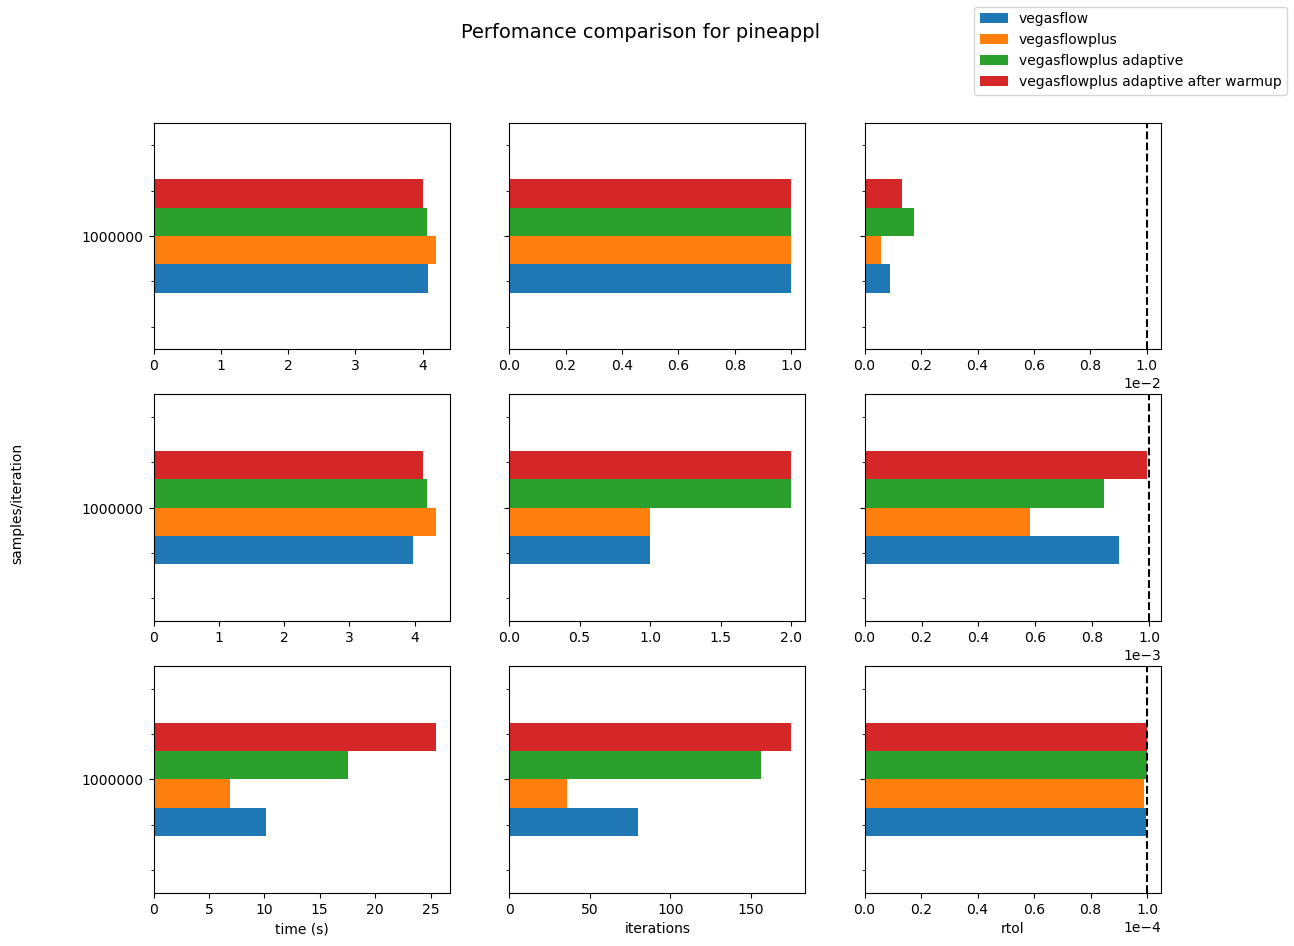 Perfomance comparison for pineappl
vegasflow
vegasflowplus
vegasflowplus adaptive
vegasflowplus adaptive after warmup
samples/iteration
1000000
0 1 2 3 4
0.0 0.2 0.4 0.6 0.8 1.0
0.0 0.2 0.4 0.6 0.8 1.0
1e−2
1000000
0 1 2 3 4
0.0 0.5 1.0 1.5 2.0
0.0 0.2 0.4 0.6 0.8 1.0
1e−3
1000000
0 5 10 15 20 25
time (s)
0 50 100 150
iterations
0.0 0.2 0.4 0.6 0.8 1.0
1e−4
rtol